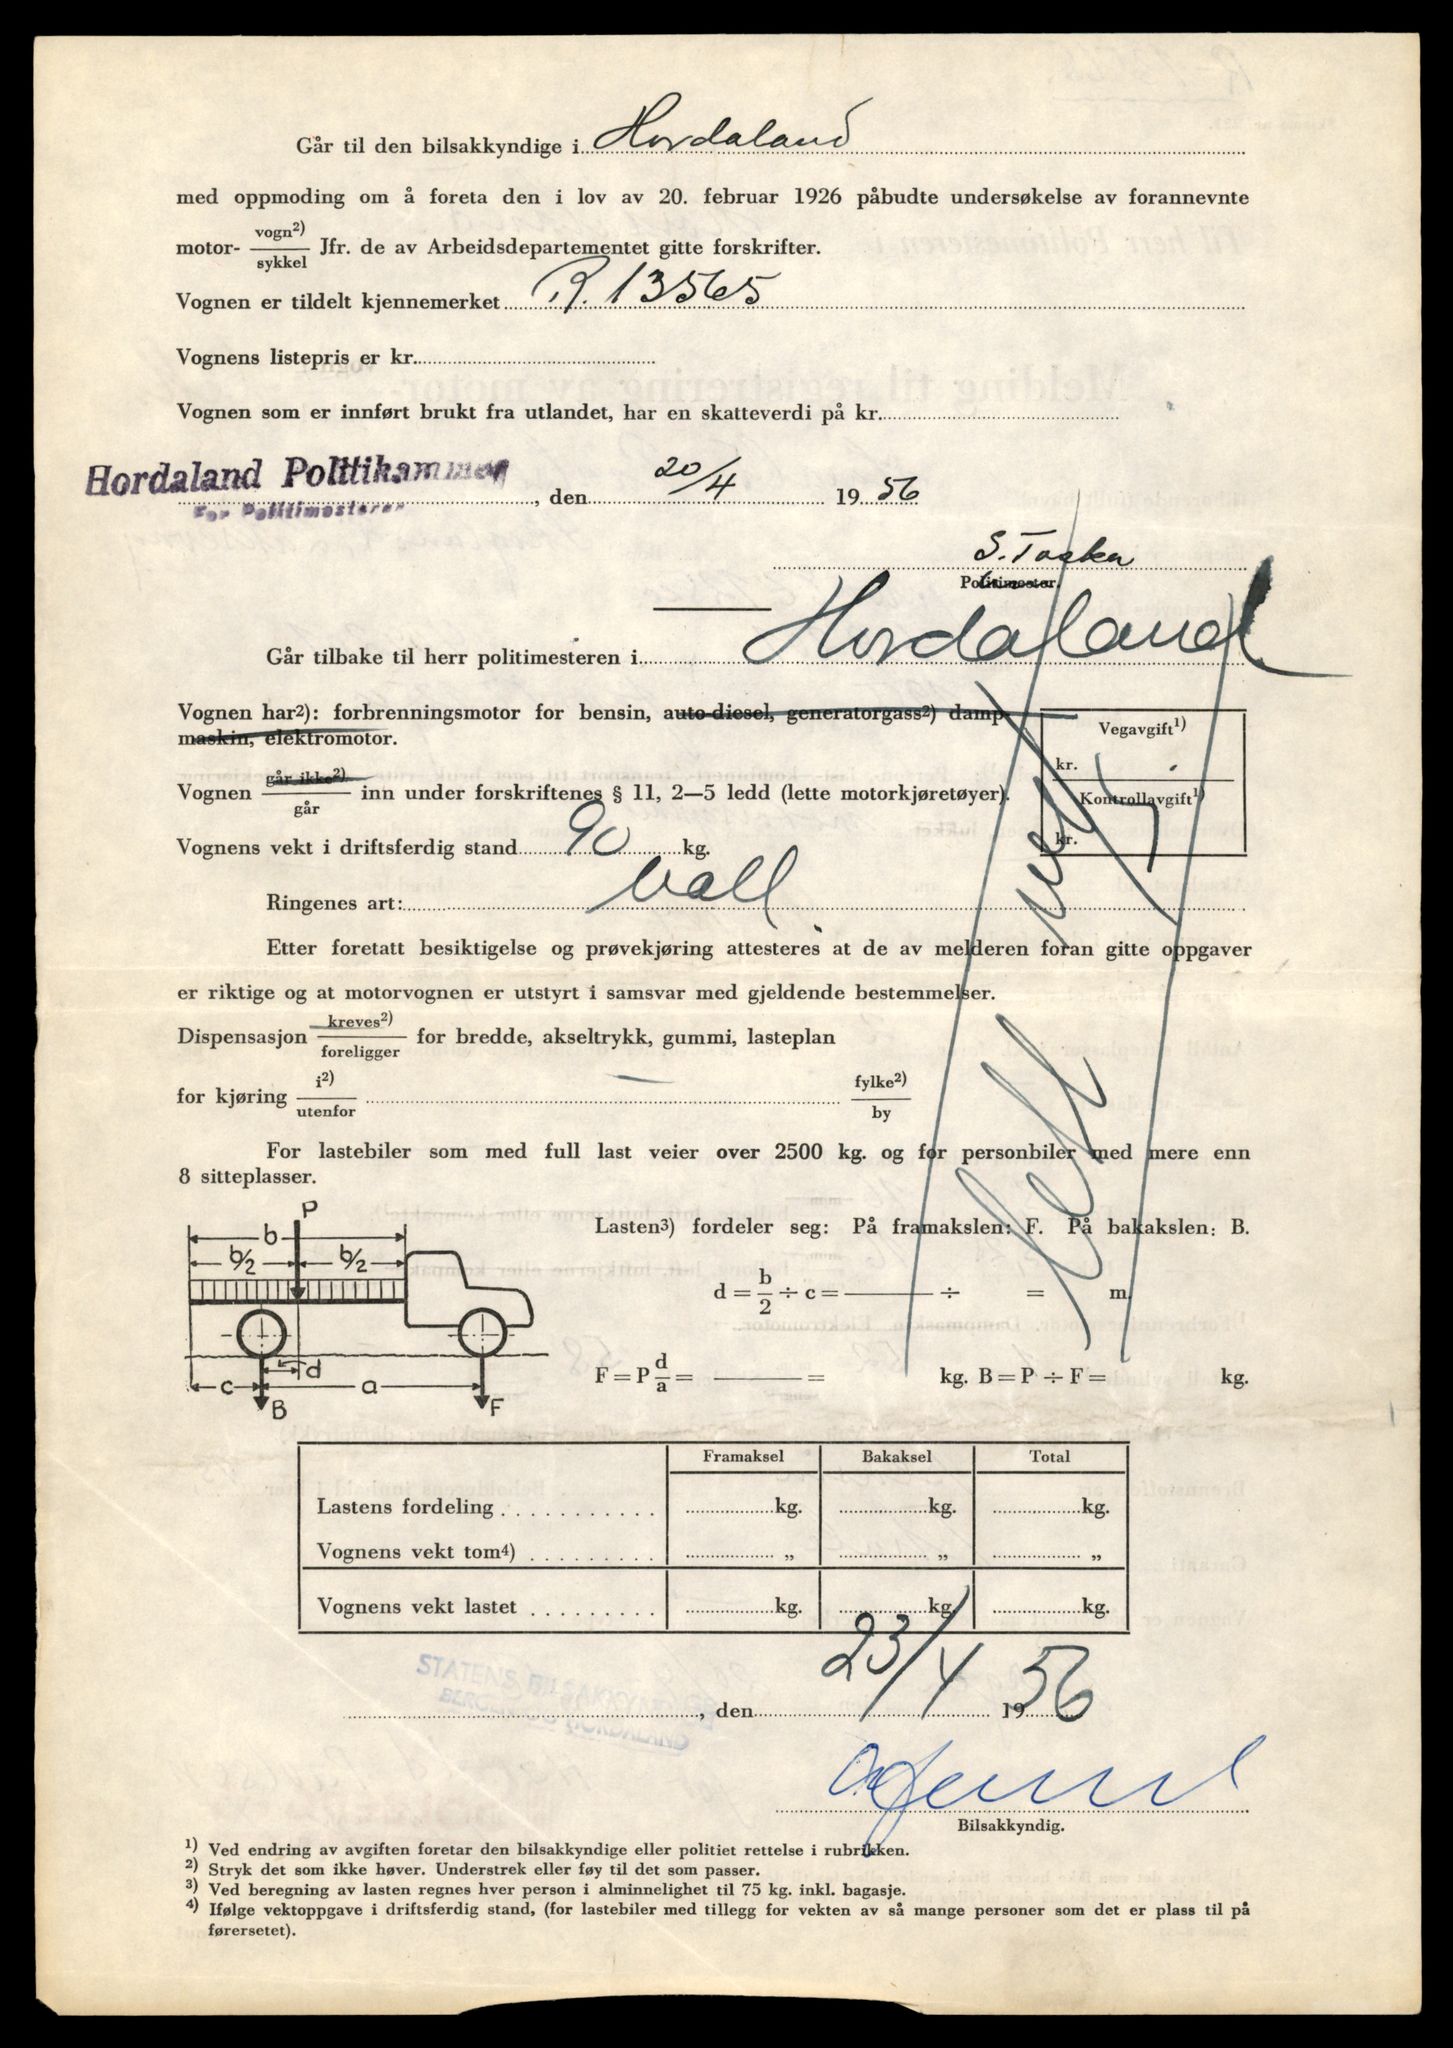 Går til den bilsakkyndige i Hordaland
med oppmoding om å foreta den i lov av 20. februar 1926 påbudte undersøkelse av forannevnte
motor- vogn²) / sykkel Jfr. de av Arbeidsdepartementet gitte forskrifter.
Vognen er tildelt kjennemerket R. 13565
Vognens listepris er kr.
Vognen som er innført brukt fra utlandet, har en skatteverdi på kr.
Hordaland Politikammer
For Politimesteren
, den 20/4 1956
S. Taaken
Politimester.
Går tilbake til herr politimesteren i Hordaland
Vognen har²): forbrenningsmotor for bensin, auto-diesel, generatorgass²) damp-
maskin, elektromotor.
Vegavgift¹)
kr.
Kontrollavgift¹)
kr.
Vognen går ikke²) / går inn under forskriftenes § 11, 2—5 ledd (lette motorkjøretøyer).
Vognens vekt i driftsferdig stand 90 kg.
Ringenes art: Ball
Etter foretatt besiktigelse og prøvekjøring attesteres at de av melderen foran gitte oppgaver
er riktige og at motorvognen er utstyrt i samsvar med gjeldende bestemmelser.
Dispensasjon kreves²) / foreligger for bredde, akseltrykk, gummi, lasteplan
for kjøring i²) / utenfor fylke²) / by
For lastebiler som med full last veier over 2500 kg. og for personbiler med mere enn
8 sitteplasser.
P
b
b/2 b/2
d
c a
B F
Lasten³) fordeler seg: På framakslen: F. På bakakslen: B.
d = b/2 ÷ c = ——— ÷ = m.
F = P d/a = ——— = kg. B = P ÷ F = kg.
Framaksel Bakaksel Total
Lastens fordeling kg. kg. kg.
Vognens vekt tom⁴) „ „ „
Vognens vekt lastet kg. kg. kg.
STATENS BILSAKKYNDIGE
BERGEN OG HORDALAND
, den 23/4 1956
Bilsakkyndig.
¹) Ved endring av avgiften foretar den bilsakkyndige eller politiet rettelse i rubrikken.
²) Stryk det som ikke høver. Understrek eller føy til det som passer.
³) Ved beregning av lasten regnes hver person i alminnelighet til 75 kg. inkl. bagasje.
⁴) Ifølge vektoppgave i driftsferdig stand, (for lastebiler med tillegg for vekten av så mange personer som det er plass til på
førersetet).